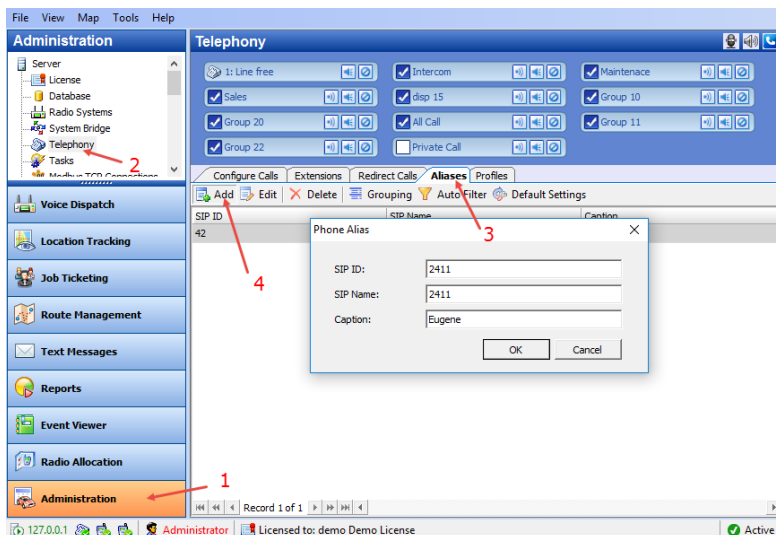 File View Map Tools Help
Administration
Telephony
Server
License
Database
Radio Systems
System Bridge
Telephony
Tasks
Modbus TCP Connections
2
1: Line free
Intercom
Maintenace
Sales
disp 15
Group 10
Group 20
All Call
Group 11
Group 22
Private Call
Configure Calls Extensions Redirect Calls Aliases Profiles
Add Edit Delete Grouping Auto Filter Default Settings
SIP ID SIP Name Caption
42
3
4
Phone Alias
SIP ID: 2411
SIP Name: 2411
Caption: Eugene
OK Cancel
Voice Dispatch
Location Tracking
Job Ticketing
Route Management
Text Messages
Reports
Event Viewer
Radio Allocation
Administration
1
Record 1 of 1
127.0.0.1 Administrator Licensed to: demo Demo License Active